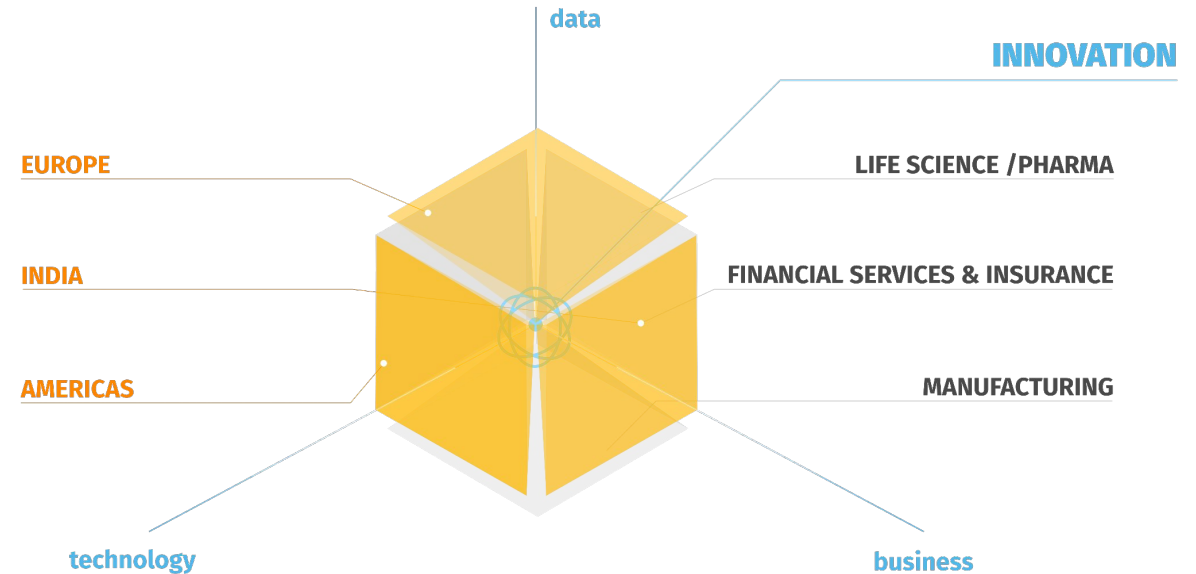 data
INNOVATION
EUROPE
LIFE SCIENCE /PHARMA
INDIA
FINANCIAL SERVICES & INSURANCE
AMERICAS
MANUFACTURING
technology
business